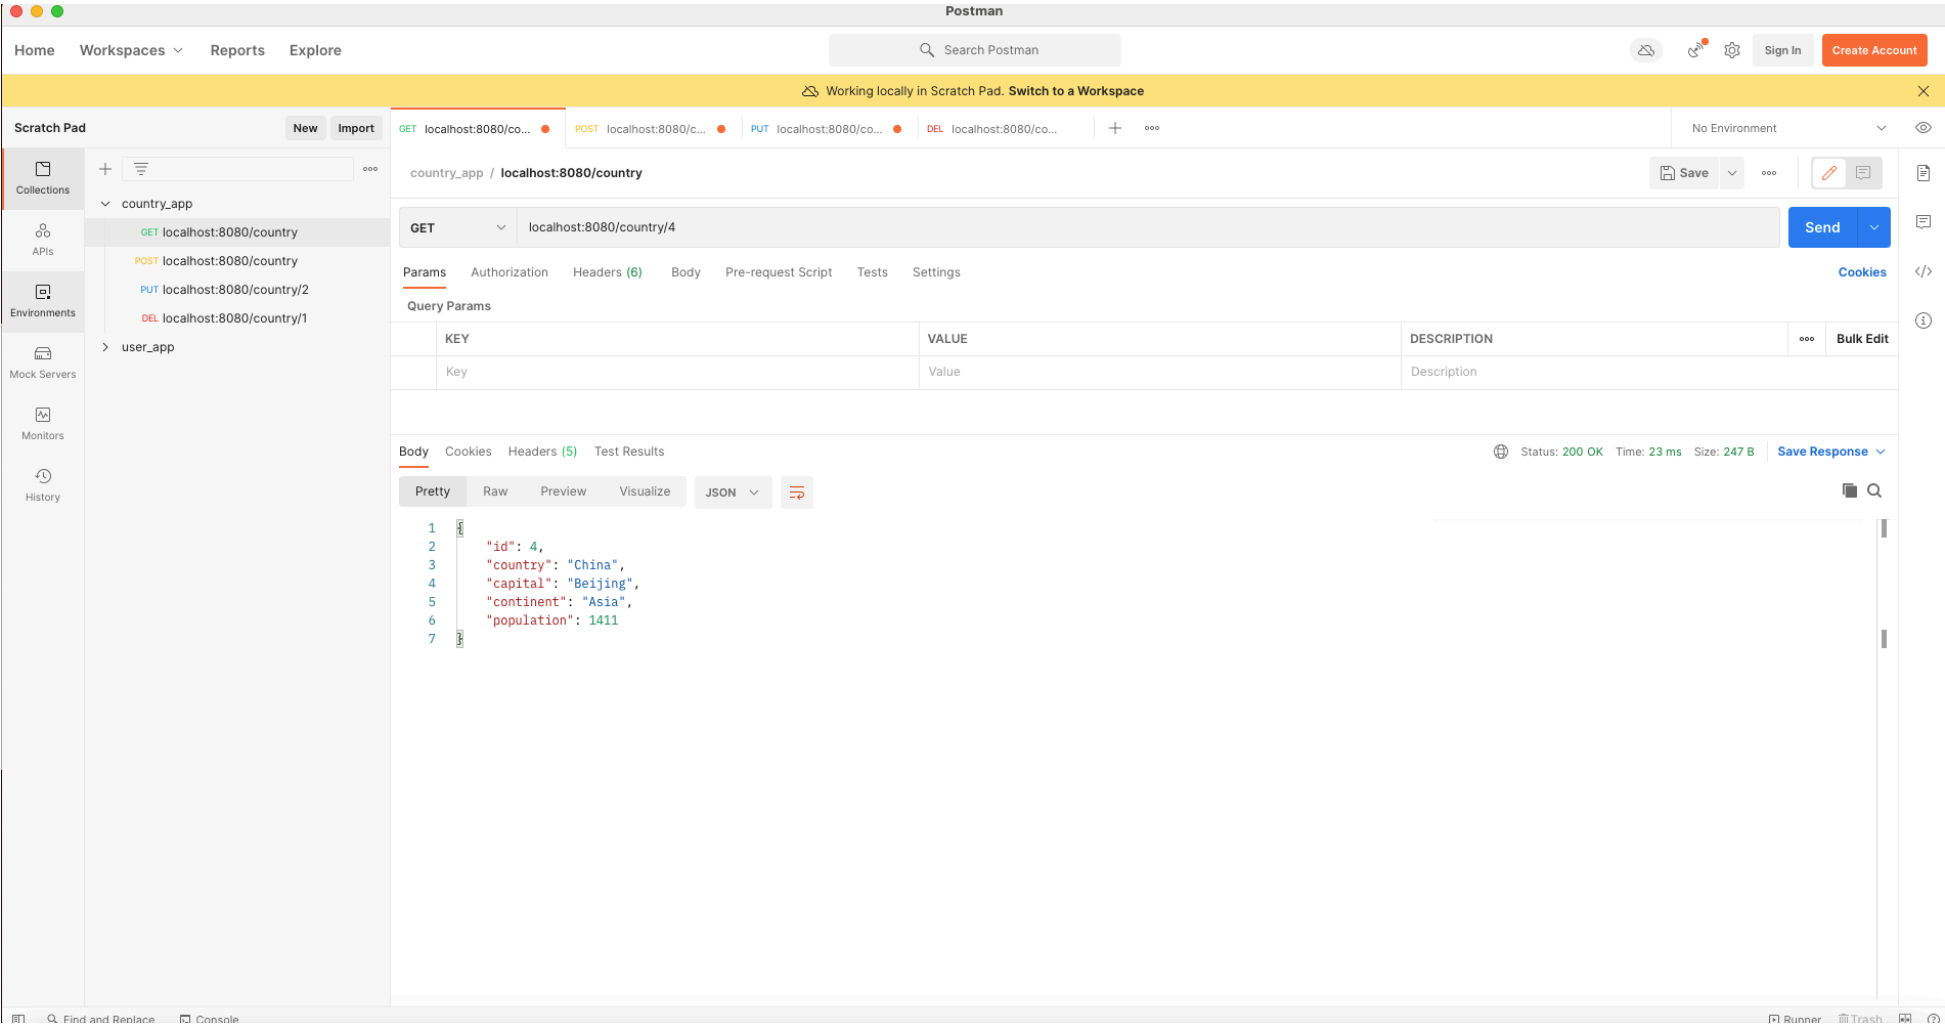 Postman
Home Workspaces Reports Explore Search Postman Sign In Create Account
Working locally in Scratch Pad. Switch to a Workspace
Scratch Pad New Import
GET localhost:8080/co... POST localhost:8080/c... PUT localhost:8080/co... DEL localhost:8080/co... No Environment
Collections
APIs
Environments
Mock Servers
Monitors
History
country_app
GET localhost:8080/country
POST localhost:8080/country
PUT localhost:8080/country/2
DEL localhost:8080/country/1
user_app
country_app / localhost:8080/country Save
GET localhost:8080/country/4 Send
Params Authorization Headers (6) Body Pre-request Script Tests Settings Cookies
Query Params
KEY VALUE DESCRIPTION Bulk Edit
Key Value Description
Body Cookies Headers (5) Test Results Status: 200 OK Time: 23 ms Size: 247 B Save Response
Pretty Raw Preview Visualize JSON
1 {
2 "id": 4,
3 "country": "China",
4 "capital": "Beijing",
5 "continent": "Asia",
6 "population": 1411
7 }
Find and Replace Console Runner Trash